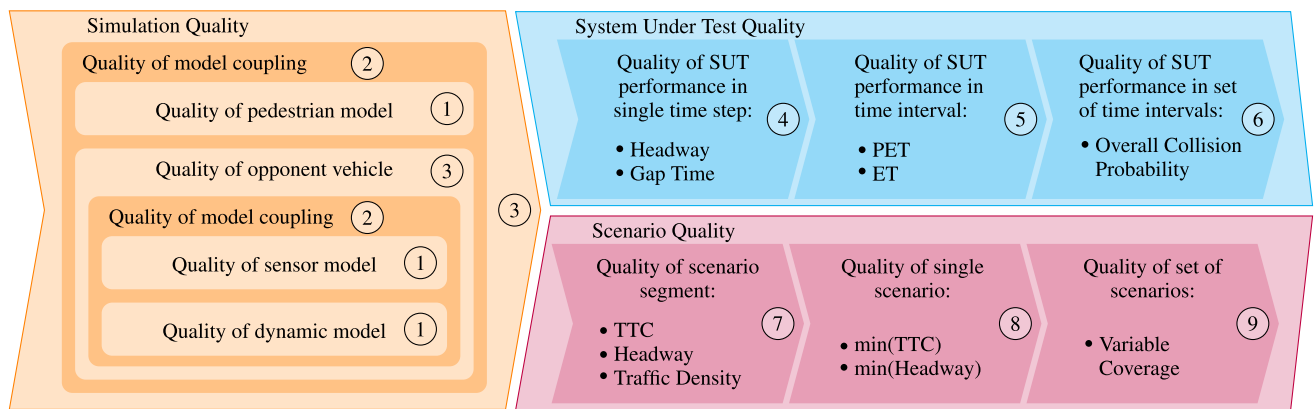 Simulation Quality
Quality of model coupling 2
Quality of pedestrian model 1
Quality of opponent vehicle 3
Quality of model coupling 2
Quality of sensor model 1
Quality of dynamic model 1
3
System Under Test Quality
Quality of SUT
performance in
single time step:
4
• Headway
• Gap Time
Quality of SUT
performance in
time interval:
5
• PET
• ET
Quality of SUT
performance in set
of time intervals:
6
• Overall Collision
Probability
Scenario Quality
Quality of scenario
segment:
7
• TTC
• Headway
• Traffic Density
Quality of single
scenario:
8
• min(TTC)
• min(Headway)
Quality of set of
scenarios:
9
• Variable
Coverage